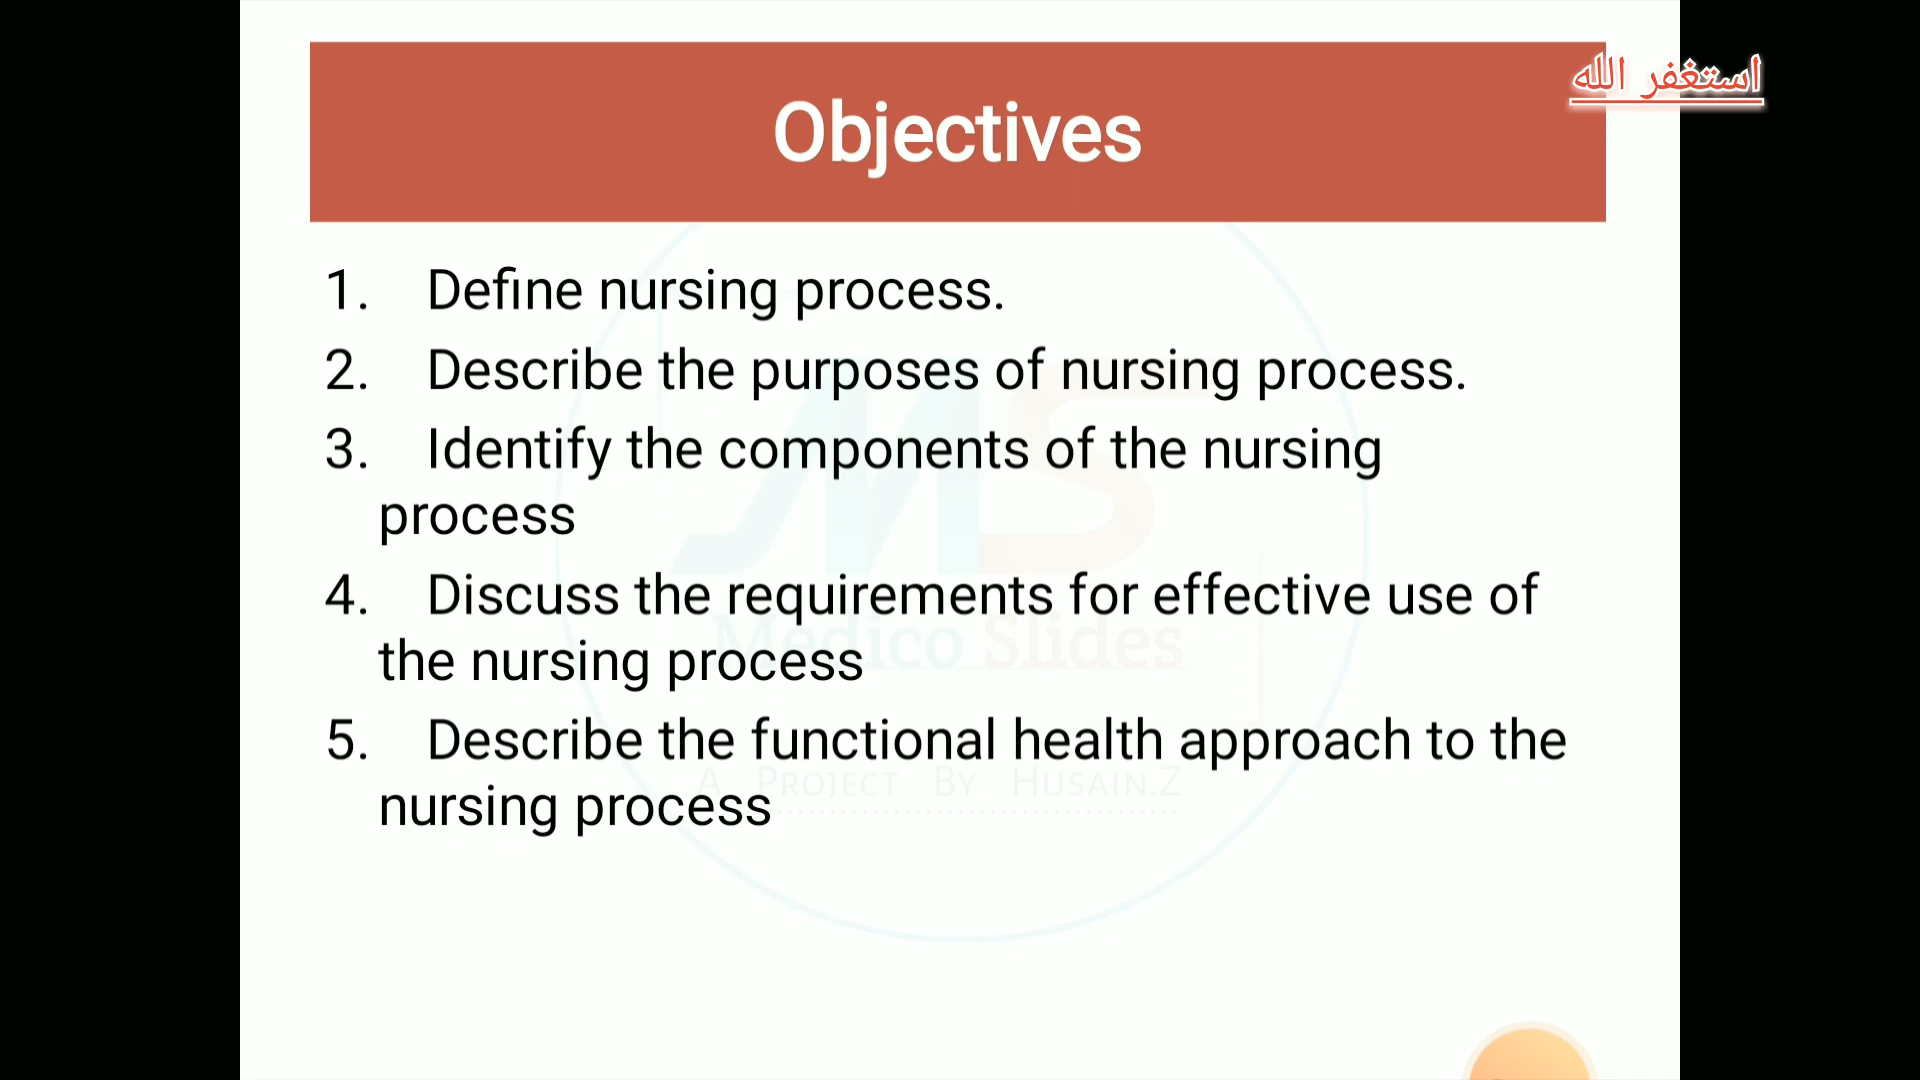 استغفر الله
Objectives
1. Define nursing process.
2. Describe the purposes of nursing process.
3. Identify the components of the nursing
process
4. Discuss the requirements for effective use of
the nursing process
5. Describe the functional health approach to the
nursing process
MS
Medico Slides
A Project By Husain.Z